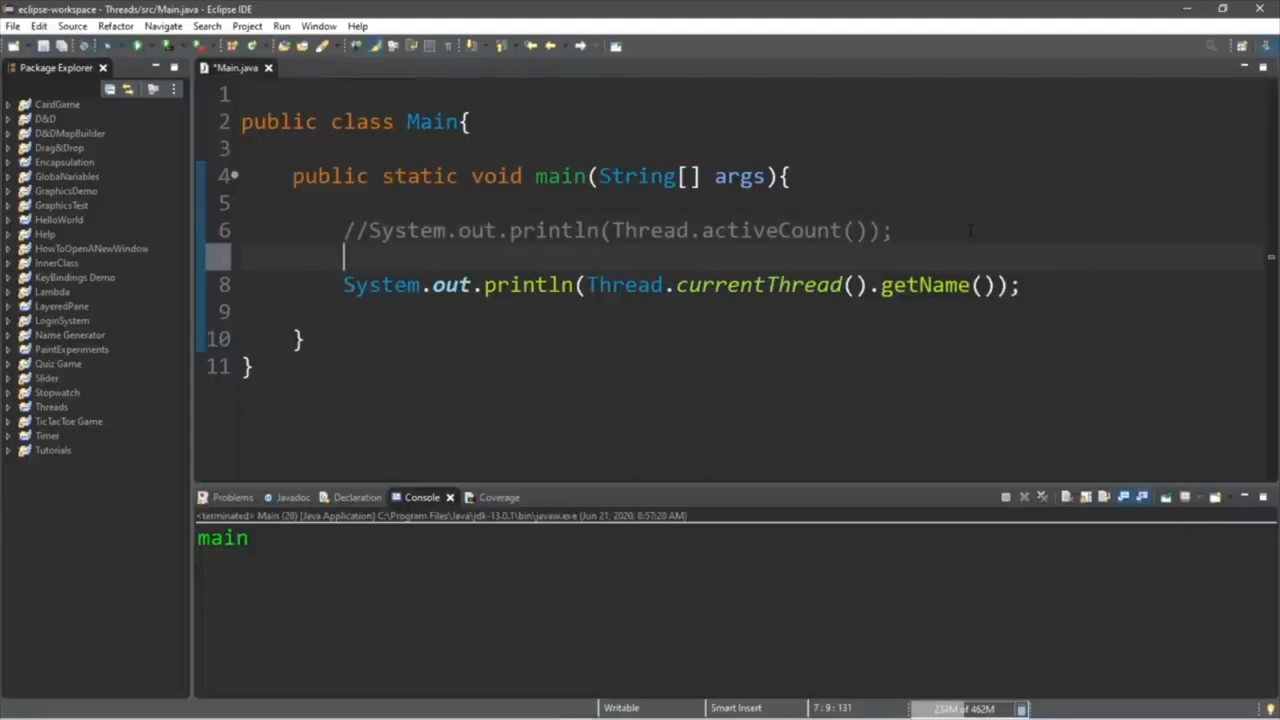 eclipse-workspace - Threads/src/Main.java - Eclipse IDE
File Edit Source Refactor Navigate Search Project Run Window Help
Package Explorer
*Main.java
CardGame
D&D
D&DMapBuilder
Drag&Drop
Encapsulation
GlobalVariables
GraphicsDemo
GraphicsTest
HelloWorld
Help
HowToOpenANewWindow
InnerClass
KeyBindings Demo
Lambda
LayeredPane
LoginSystem
Name Generator
PaintExperiments
Quiz Game
Slider
Stopwatch
Threads
TicTacToe Game
Timer
Tutorials
1
2 public class Main{
3
4 public static void main(String[] args){
5
6 //System.out.println(Thread.activeCount());
8 System.out.println(Thread.currentThread().getName());
9
10 }
11 }
Problems Javadoc Declaration Console Coverage
<terminated> Main (28) [Java Application] C:\Program Files\Java\jdk-13.0.1\bin\javaw.exe (Jun 21, 2020, 8:57:20 AM)
main
Writable Smart Insert 7 : 9 : 131 234M of 462M